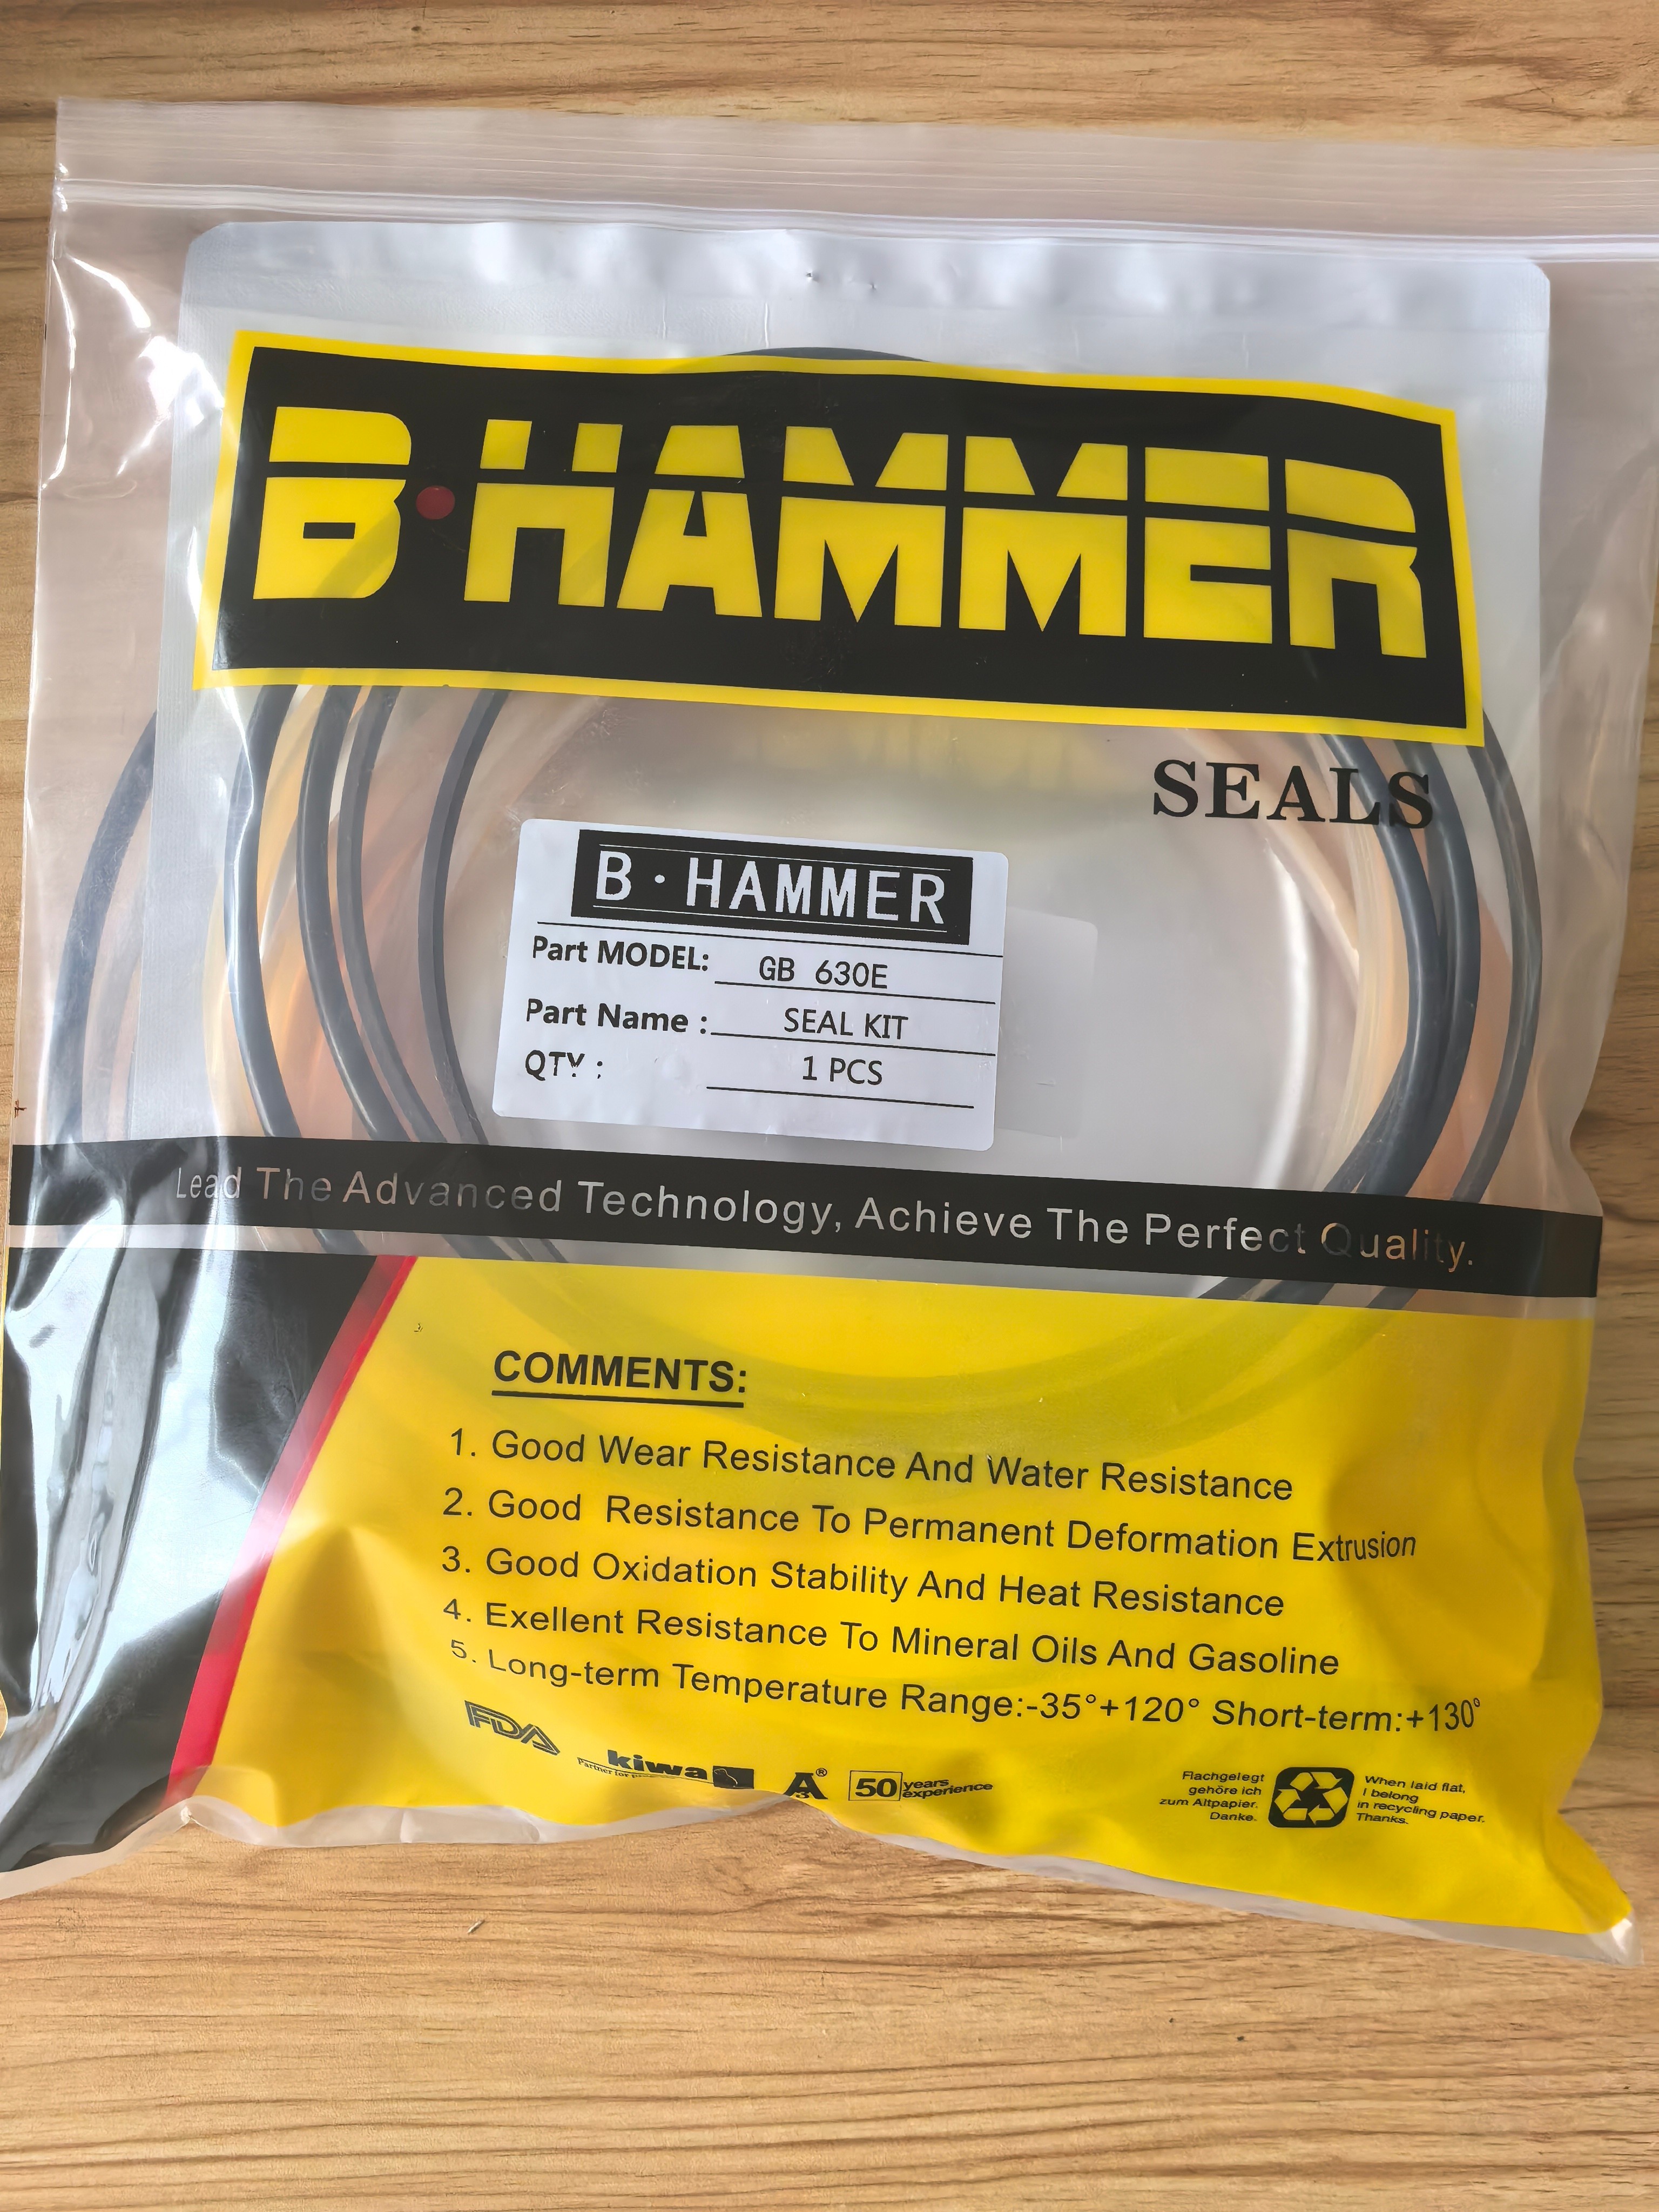 B·HAMMER
SEALS
B·HAMMER
Part MODEL: GB 630E
Part Name : SEAL KIT
QTY : 1 PCS
Lead The Advanced Technology, Achieve The Perfect Quality.
COMMENTS:
1. Good Wear Resistance And Water Resistance
2. Good Resistance To Permanent Deformation Extrusion
3. Good Oxidation Stability And Heat Resistance
4. Exellent Resistance To Mineral Oils And Gasoline
5. Long-term Temperature Range:-35°+120° Short-term:+130°
FDA
kiwa
Partner for
A3®
50 years experience
Flachgelegt
gehöre ich
zum Altpapier.
Danke.
When laid flat,
I belong
in recycling paper.
Thanks.